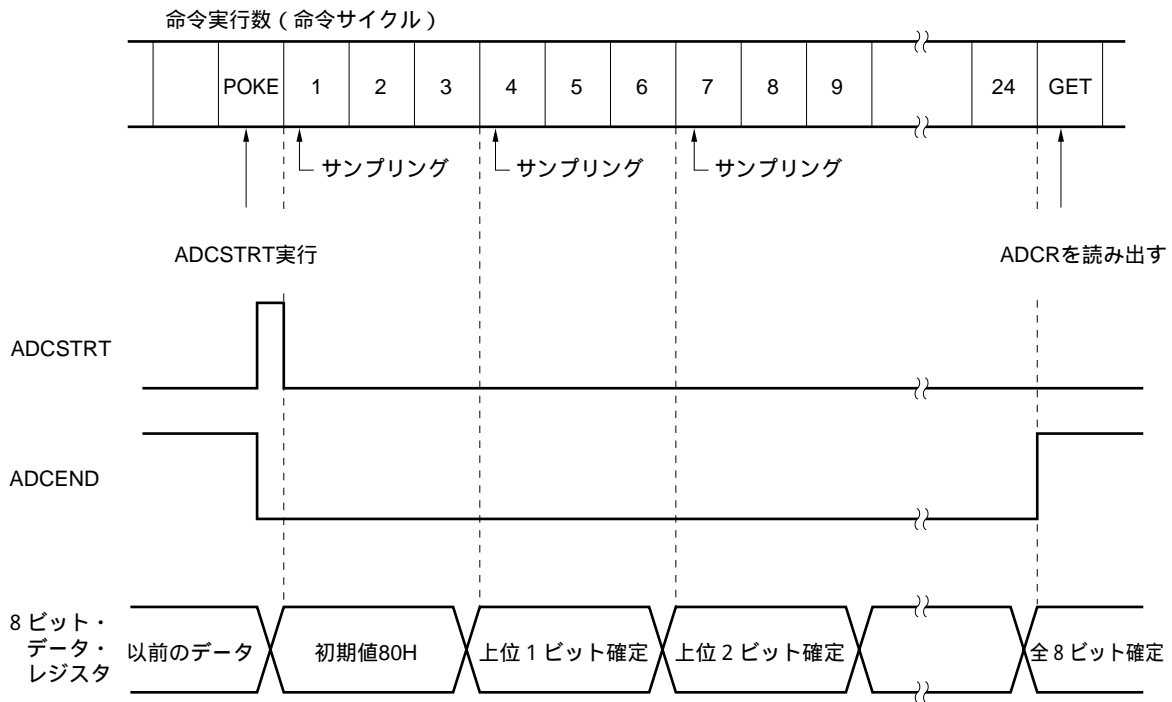 命令実行数(命令サイクル)
POKE 1 2 3 4 5 6 7 8 9 24 GET
サンプリング サンプリング サンプリング
ADCSTRT実行 ADCRを読み出す
ADCSTRT
ADCEND
8ビット・
データ・
レジスタ
以前のデータ 初期値80H 上位1ビット確定 上位2ビット確定 全8ビット確定